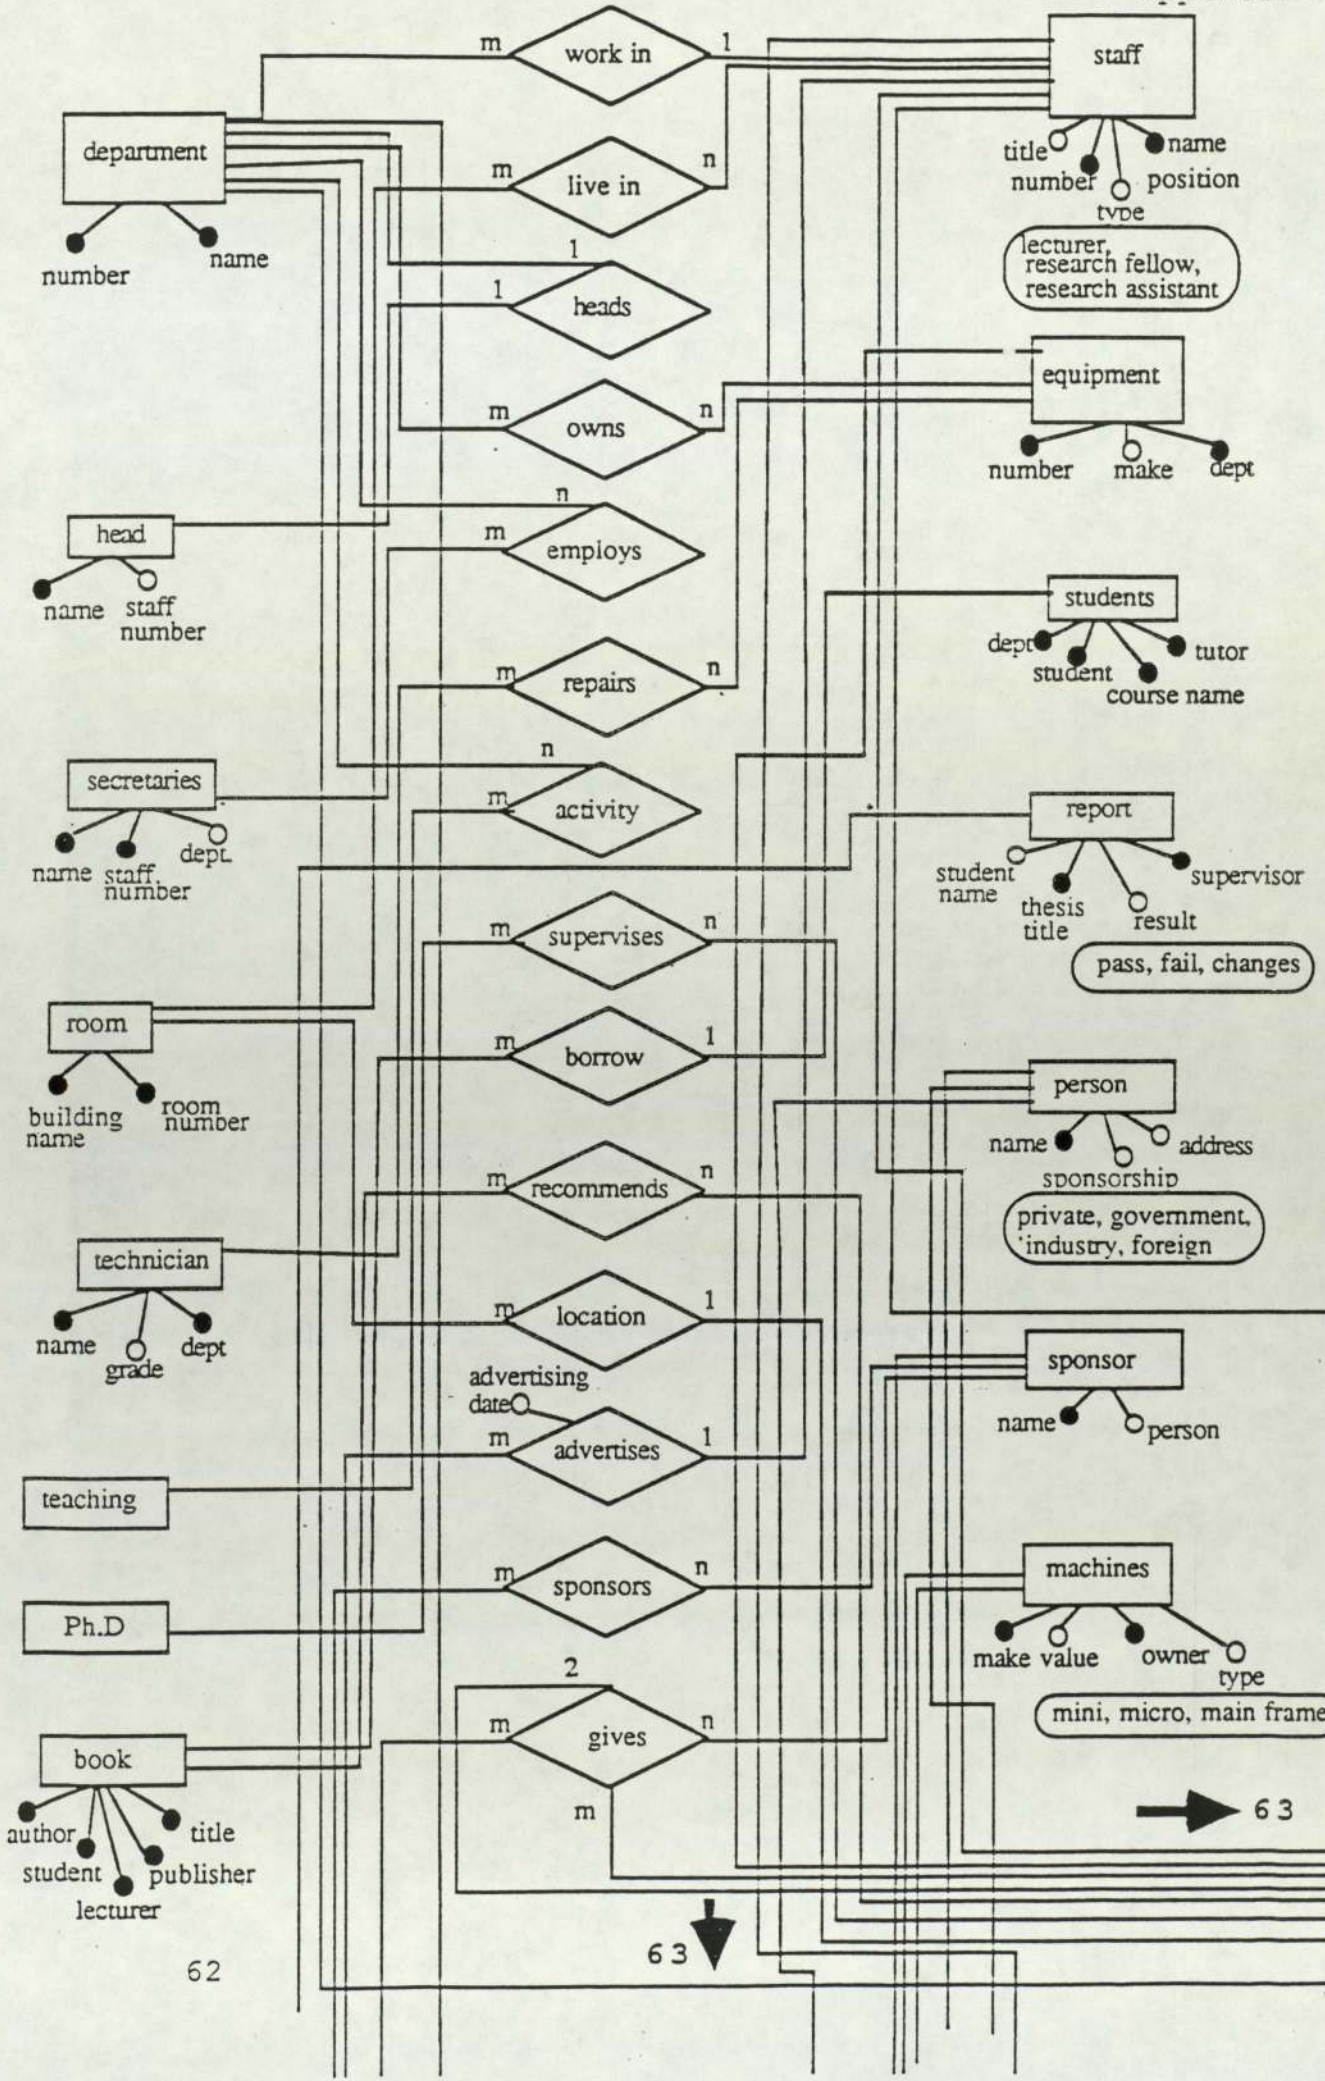 m
work in
1
staff
department
title
name
number
position
type
lecturer,
research fellow,
research assistant
m
live in
n
number
name
1
1
heads
equipment
m
owns
n
number
make
dept
head
n
m
employs
name
staff
number
students
dept
student
tutor
course name
m
repairs
n
secretaries
n
m
activity
name
staff
number
dept.
report
student
name
thesis
title
result
supervisor
pass, fail, changes
m
supervises
n
room
m
borrow
1
building
name
room
number
person
name
address
sponsorship
private, government,
industry, foreign
m
recommends
n
technician
m
location
1
name
grade
dept
advertising
date
m
advertises
1
sponsor
name
person
teaching
m
sponsors
n
machines
make
value
owner
type
mini, micro, main frame
Ph.D
2
m
gives
n
m
book
author
title
student
publisher
lecturer
63
63
62